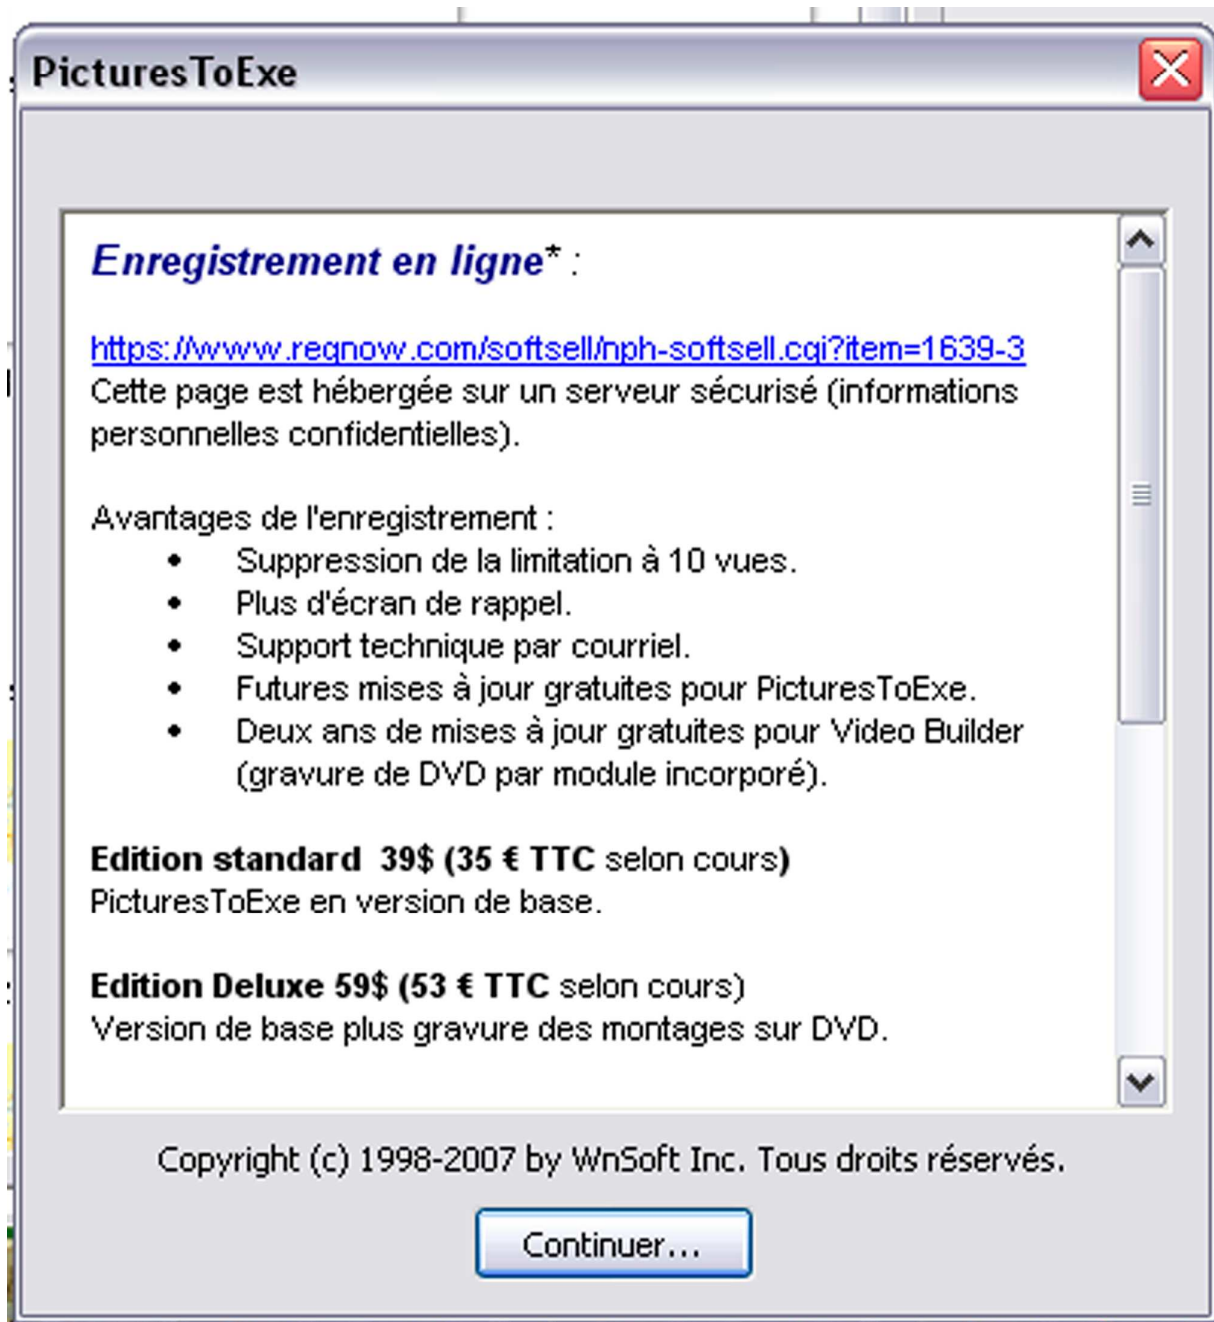 PicturesToExe
Enregistrement en ligne* :
https://www.regnow.com/softsell/nph-softsell.cgi?item=1639-3
Cette page est hébergée sur un serveur sécurisé (informations
personnelles confidentielles).
Avantages de l'enregistrement :
• Suppression de la limitation à 10 vues.
• Plus d'écran de rappel.
• Support technique par courriel.
• Futures mises à jour gratuites pour PicturesToExe.
• Deux ans de mises à jour gratuites pour Video Builder
(gravure de DVD par module incorporé).
Edition standard 39$ (35 € TTC selon cours)
PicturesToExe en version de base.
Edition Deluxe 59$ (53 € TTC selon cours)
Version de base plus gravure des montages sur DVD.
Copyright (c) 1998-2007 by WnSoft Inc. Tous droits réservés.
Continuer...